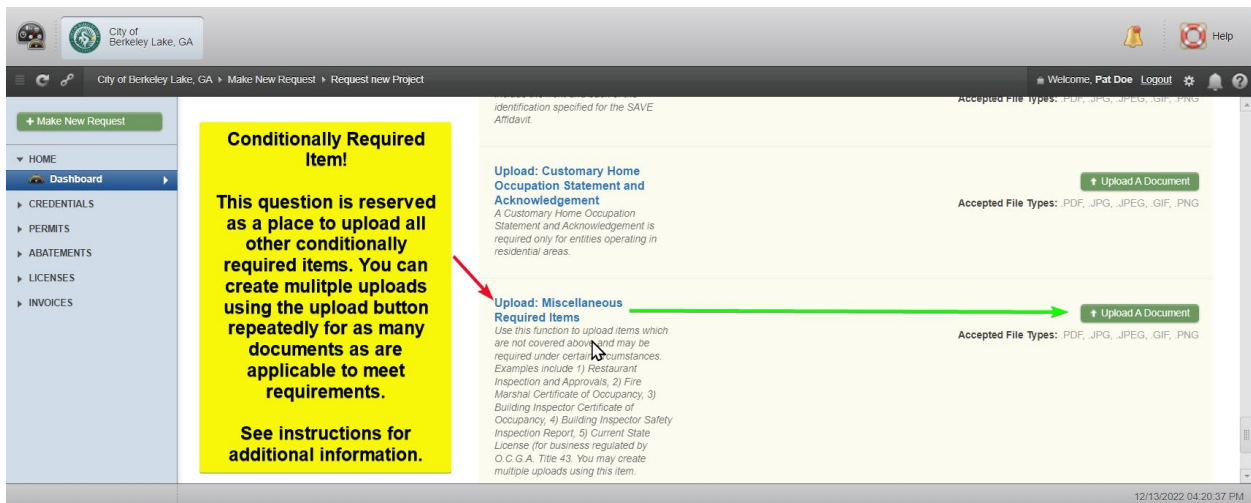 City of
Berkeley Lake, GA
Help
City of Berkeley Lake, GA ▸ Make New Request ▸ Request new Project
Welcome, Pat Doe Logout
+ Make New Request
HOME
Dashboard
CREDENTIALS
PERMITS
ABATEMENTS
LICENSES
INVOICES
Conditionally Required
Item!
This question is reserved
as a place to upload all
other conditionally
required items. You can
create mulitple uploads
using the upload button
repeatedly for as many
documents as are
applicable to meet
requirements.
See instructions for
additional information.
identification specified for the SAVE
Affidavit.
Accepted File Types: .PDF, .JPG, .JPEG, .GIF, .PNG
Upload: Customary Home
Occupation Statement and
Acknowledgement
A Customary Home Occupation
Statement and Acknowledgement is
required only for entities operating in
residential areas.
Upload A Document
Accepted File Types: .PDF, .JPG, .JPEG, .GIF, .PNG
Upload: Miscellaneous
Required Items
Use this function to upload items which
are not covered above and may be
required under certain circumstances.
Examples include 1) Restaurant
Inspection and Approvals, 2) Fire
Marshal Certificate of Occupancy, 3)
Building Inspector Certificate of
Occupancy, 4) Building Inspector Safety
Inspection Report, 5) Current State
License (for business regulated by
O.C.G.A. Title 43. You may create
multiple uploads using this item.
Upload A Document
Accepted File Types: .PDF, .JPG, .JPEG, .GIF, .PNG
12/13/2022 04:20:37 PM